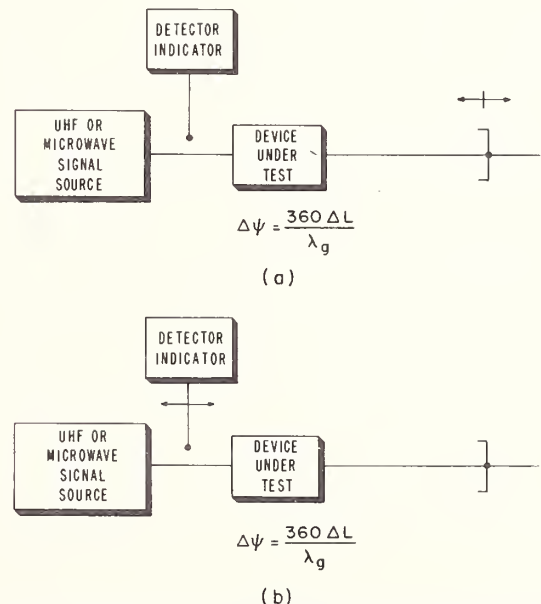 DETECTOR
INDICATOR
UHF OR
MICROWAVE
SIGNAL
SOURCE
DEVICE
UNDER
TEST
Δψ = 360 ΔL / λg
(a)
DETECTOR
INDICATOR
UHF OR
MICROWAVE
SIGNAL
SOURCE
DEVICE
UNDER
TEST
Δψ = 360 ΔL / λg
(b)